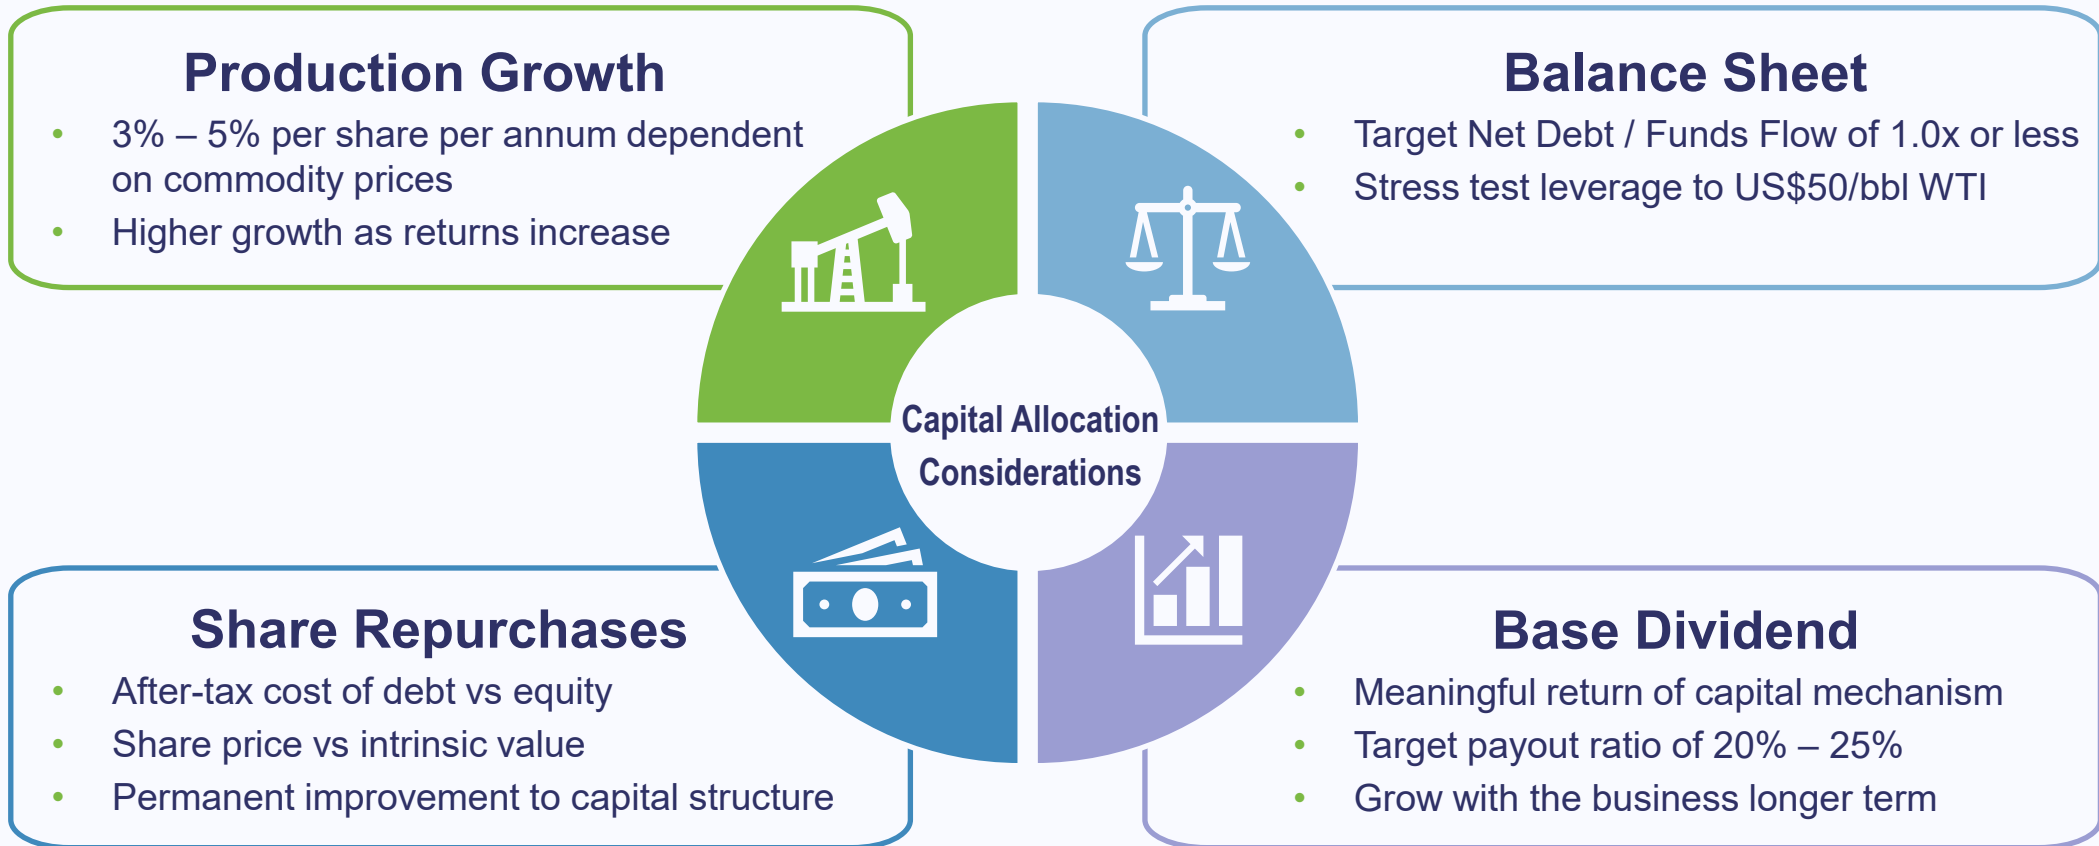 Production Growth
• 3% – 5% per share per annum dependent
on commodity prices
• Higher growth as returns increase
Balance Sheet
• Target Net Debt / Funds Flow of 1.0x or less
• Stress test leverage to US$50/bbl WTI
Capital Allocation
Considerations
Share Repurchases
• After-tax cost of debt vs equity
• Share price vs intrinsic value
• Permanent improvement to capital structure
Base Dividend
• Meaningful return of capital mechanism
• Target payout ratio of 20% – 25%
• Grow with the business longer term